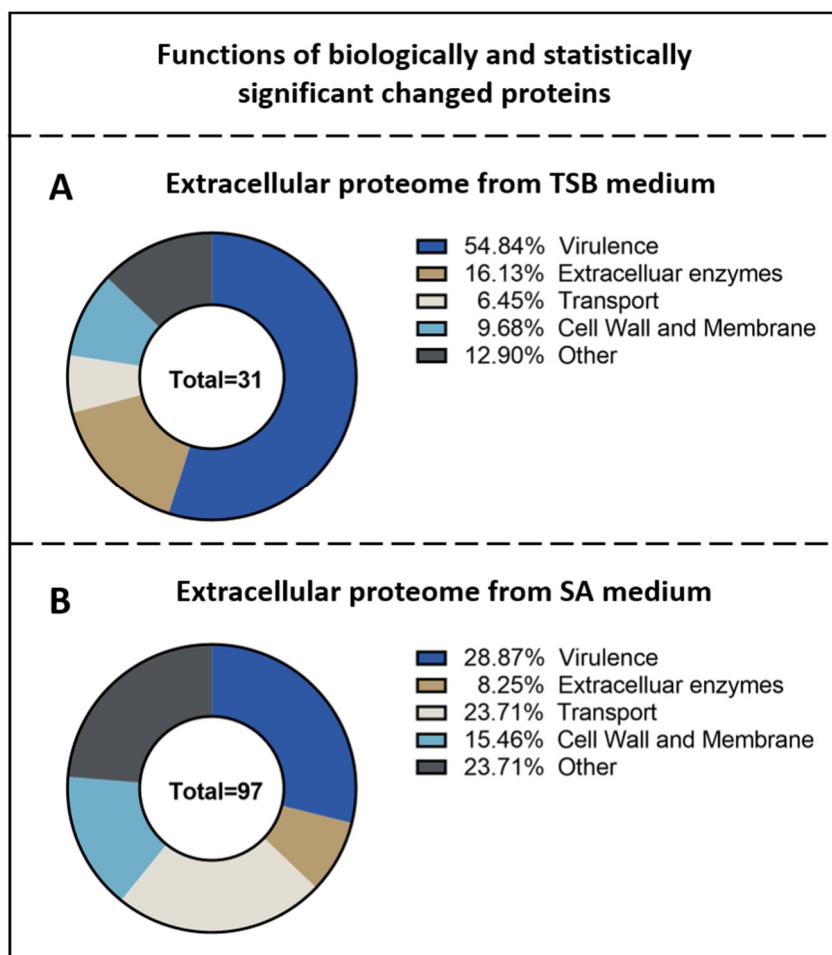 Functions of biologically and statistically
significant changed proteins
A
Extracellular proteome from TSB medium
54.84% Virulence
16.13% Extracelluar enzymes
6.45% Transport
9.68% Cell Wall and Membrane
12.90% Other
Total=31
B
Extracellular proteome from SA medium
28.87% Virulence
8.25% Extracelluar enzymes
23.71% Transport
15.46% Cell Wall and Membrane
23.71% Other
Total=97